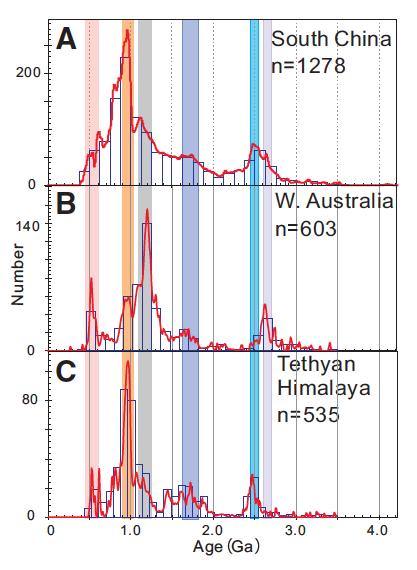 A
South China
n=1278
200
0
B
W. Australia
n=603
140
0
C
Tethyan
Himalaya
n=535
80
0
Number
0 1.0 2.0 3.0 4.0
Age (Ga)